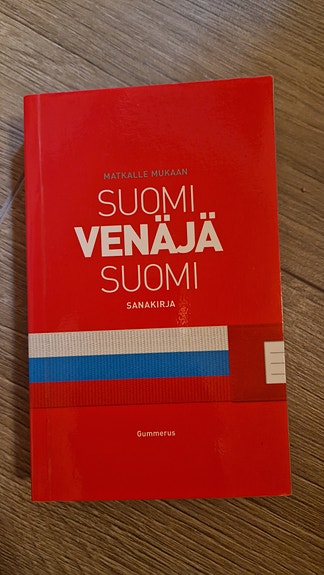 MATKALLE MUKAAN
SUOMI
VENÄJÄ
SUOMI
SANAKIRJA
Gummerus